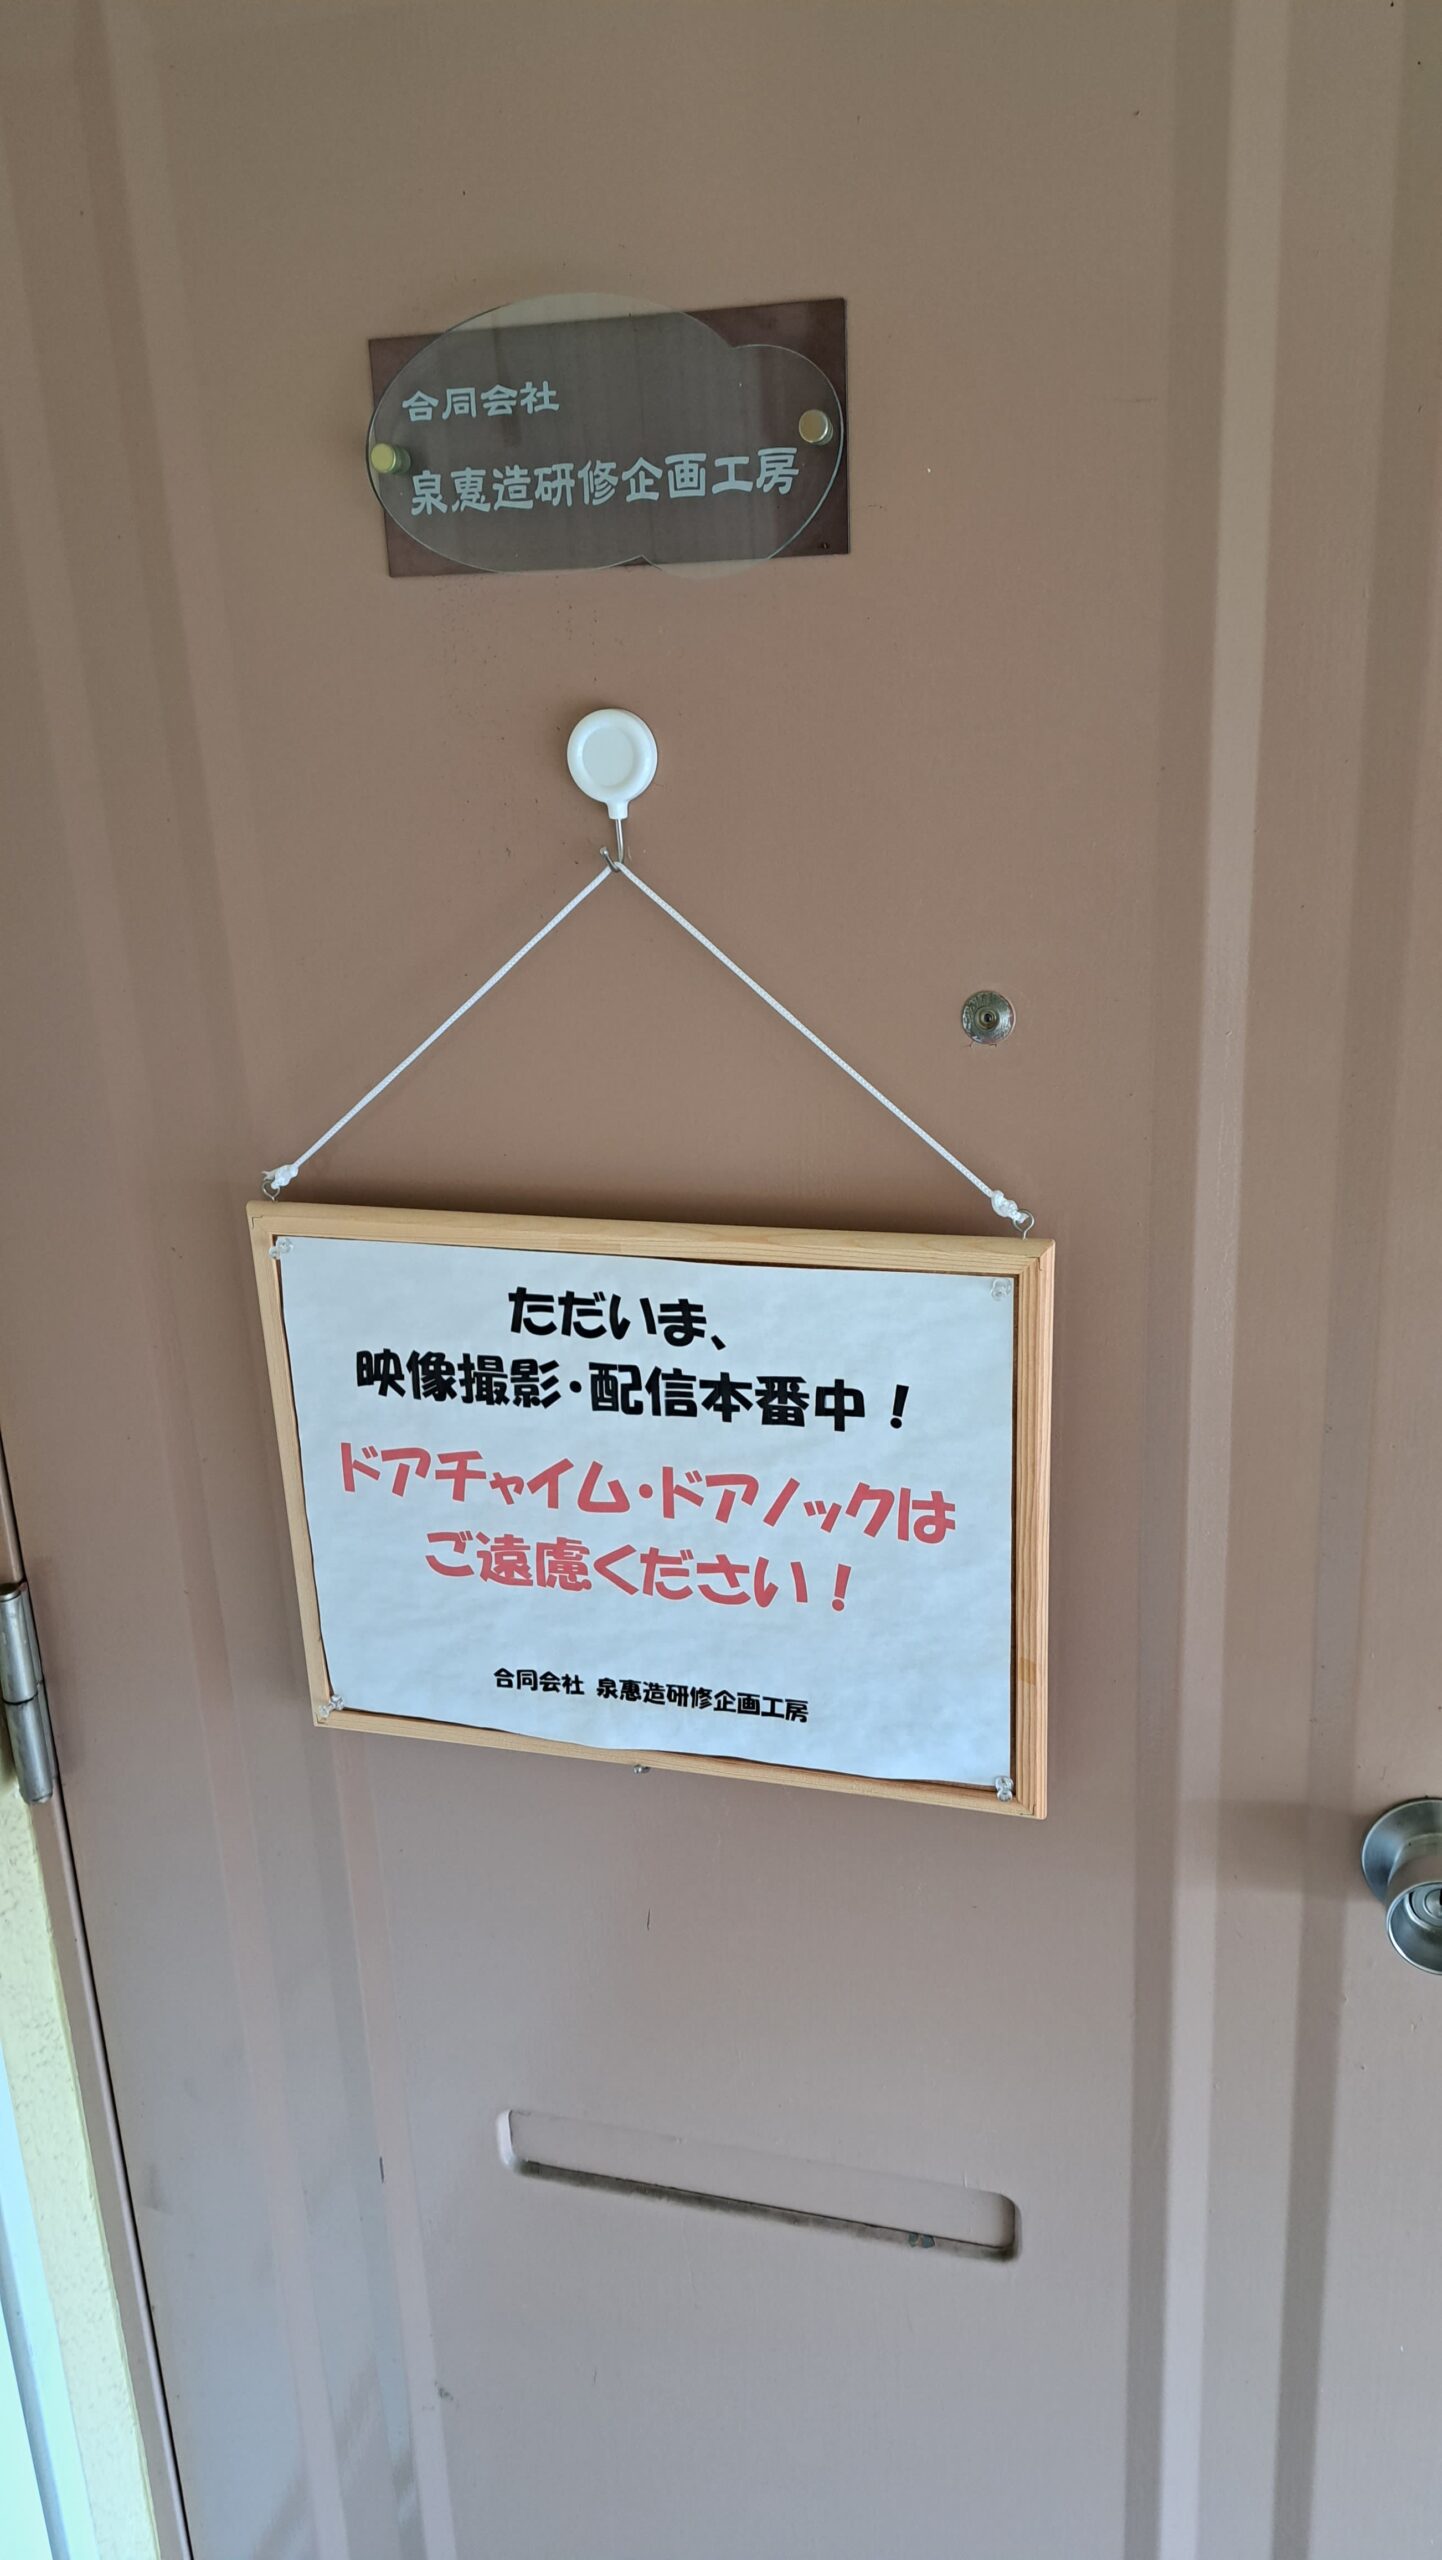 合同会社
泉恵造研修企画工房
ただいま、
映像撮影・配信本番中！
ドアチャイム・ドアノックは
ご遠慮ください！
合同会社 泉惠造研修企画工房